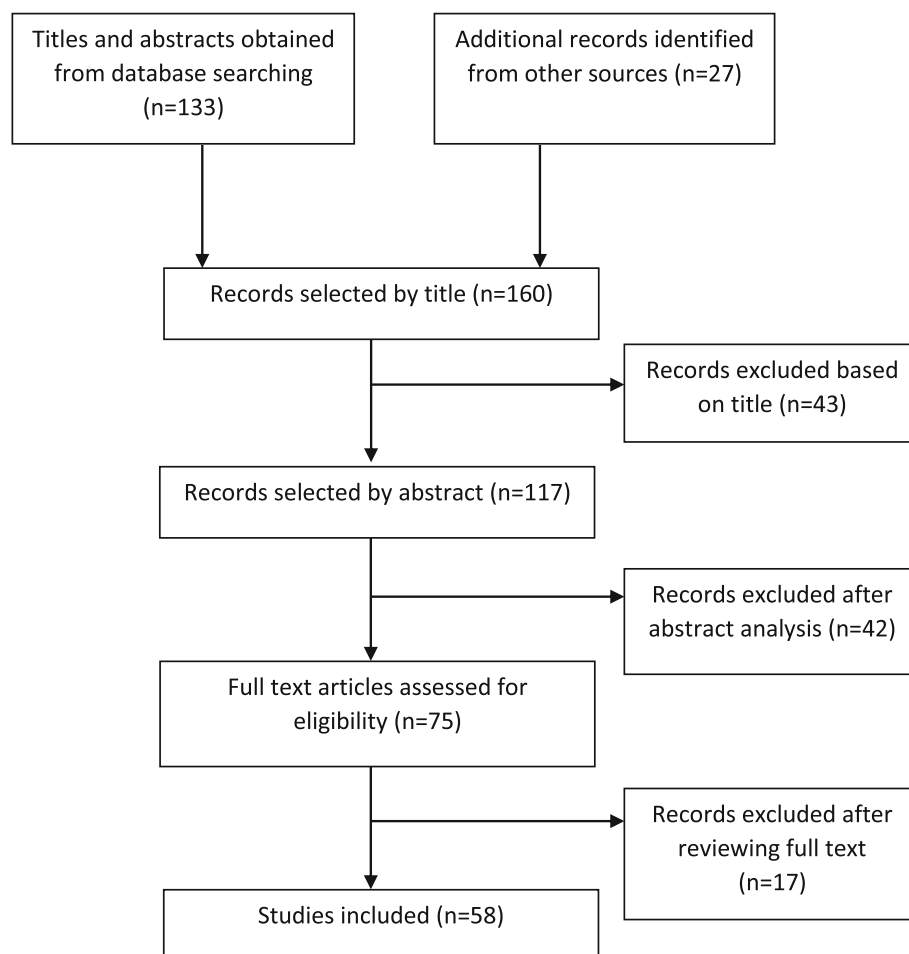 Titles and abstracts obtained
from database searching
(n=133)
Additional records identified
from other sources (n=27)
Records selected by title (n=160)
Records excluded based
on title (n=43)
Records selected by abstract (n=117)
Records excluded after
abstract analysis (n=42)
Full text articles assessed for
eligibility (n=75)
Records excluded after
reviewing full text
(n=17)
Studies included (n=58)